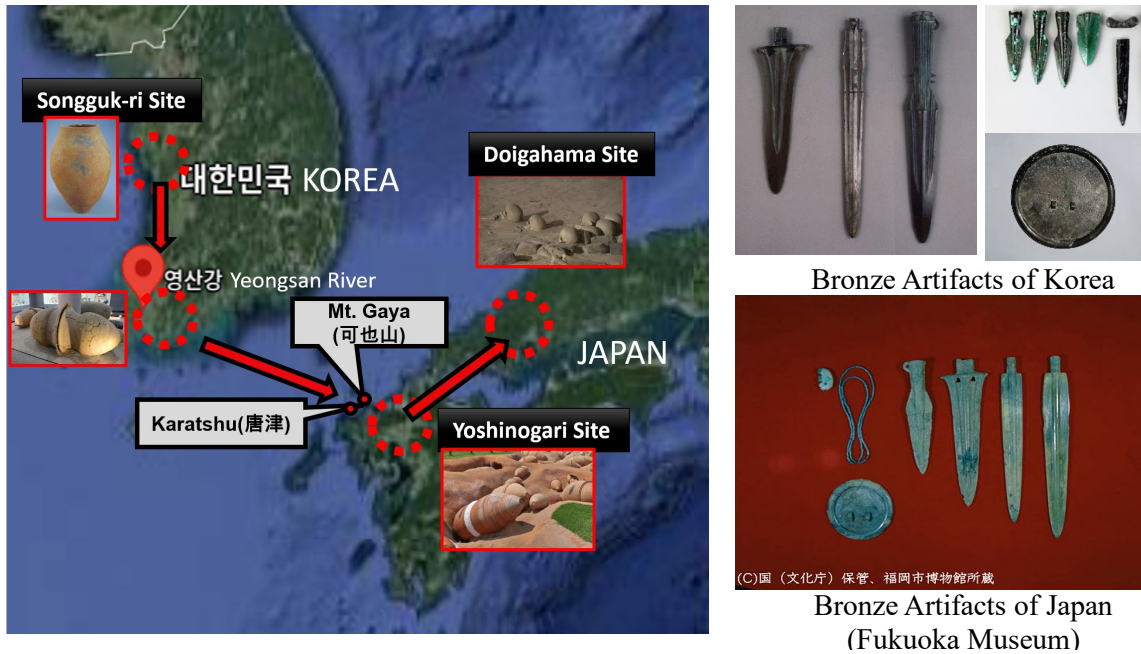 Songguk-ri Site
대한민국 KOREA
영산강 Yeongsan River
Doigahama Site
Mt. Gaya
(可也山)
JAPAN
Karatshu(唐津)
Yoshinogari Site
Bronze Artifacts of Korea
(C)国（文化庁）保管、福岡市博物館所蔵
Bronze Artifacts of Japan
(Fukuoka Museum)